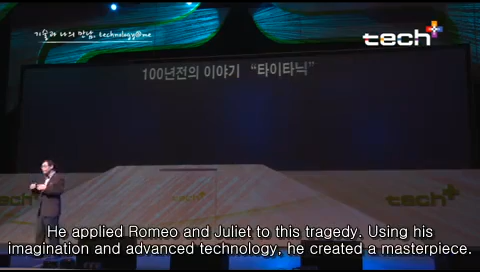 기술과 나의 만남, technology@me
tech+
100년전의 이야기 “타이타닉”
tech+
tech+
He applied Romeo and Juliet to this tragedy. Using his
imagination and advanced technology, he created a masterpiece.